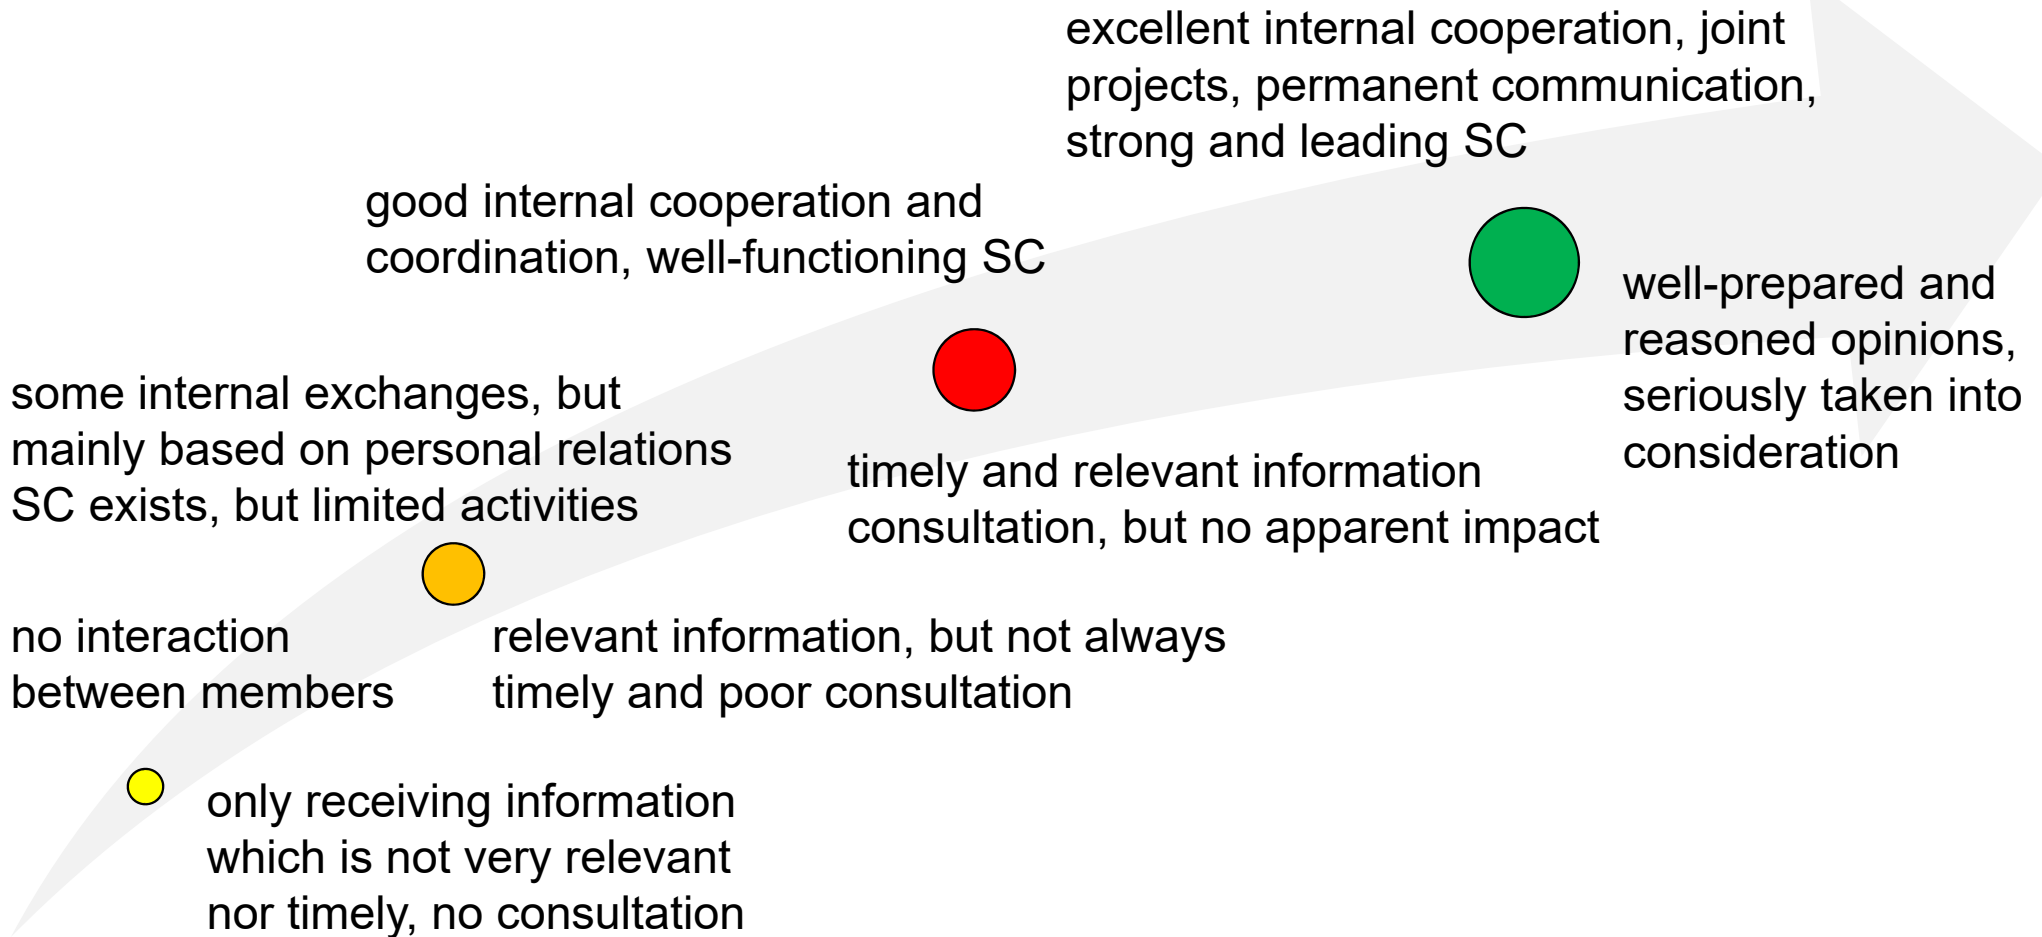 excellent internal cooperation, joint
projects, permanent communication,
strong and leading SC
good internal cooperation and
coordination, well-functioning SC
well-prepared and
reasoned opinions,
seriously taken into
consideration
some internal exchanges, but
mainly based on personal relations
SC exists, but limited activities
timely and relevant information
consultation, but no apparent impact
no interaction
between members
relevant information, but not always
timely and poor consultation
only receiving information
which is not very relevant
nor timely, no consultation